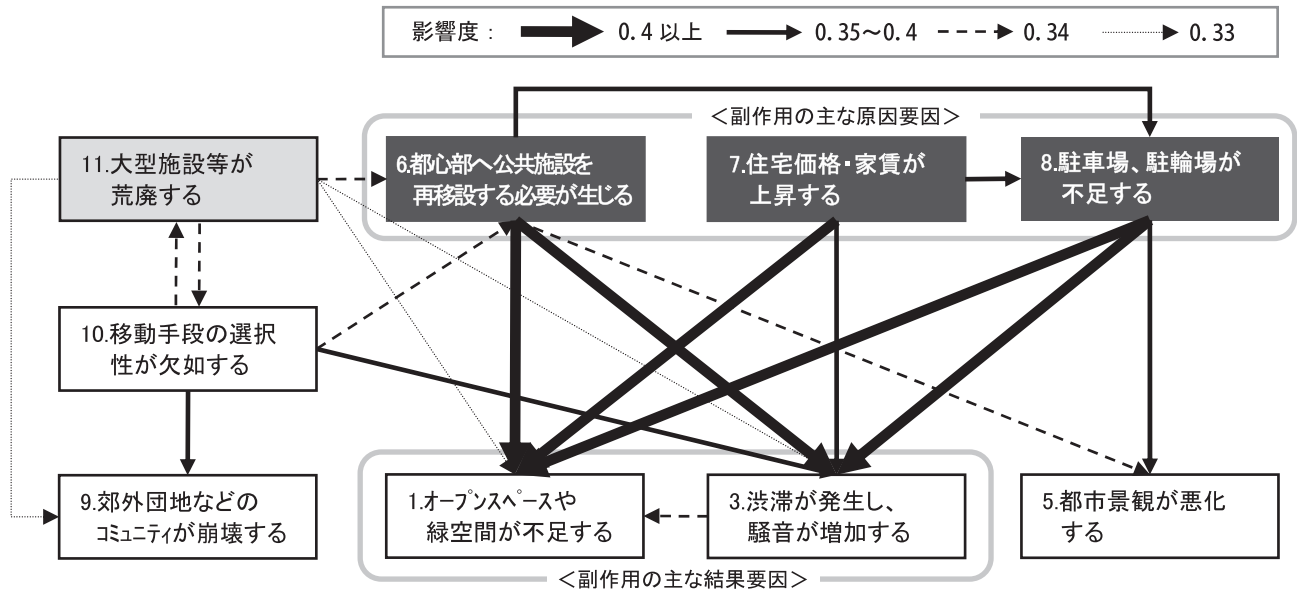 影響度： 0.4 以上 0.35～0.4 0.34 0.33
＜副作用の主な原因要因＞
11.大型施設等が
荒廃する
6.都心部へ公共施設を
再移設する必要が生じる
7.住宅価格・家賃が
上昇する
8.駐車場、駐輪場が
不足する
10.移動手段の選択
性が欠如する
9.郊外団地などの
コミュニティが崩壊する
1.オープンスペースや
緑空間が不足する
3.渋滞が発生し、
騒音が増加する
5.都市景観が悪化
する
＜副作用の主な結果要因＞